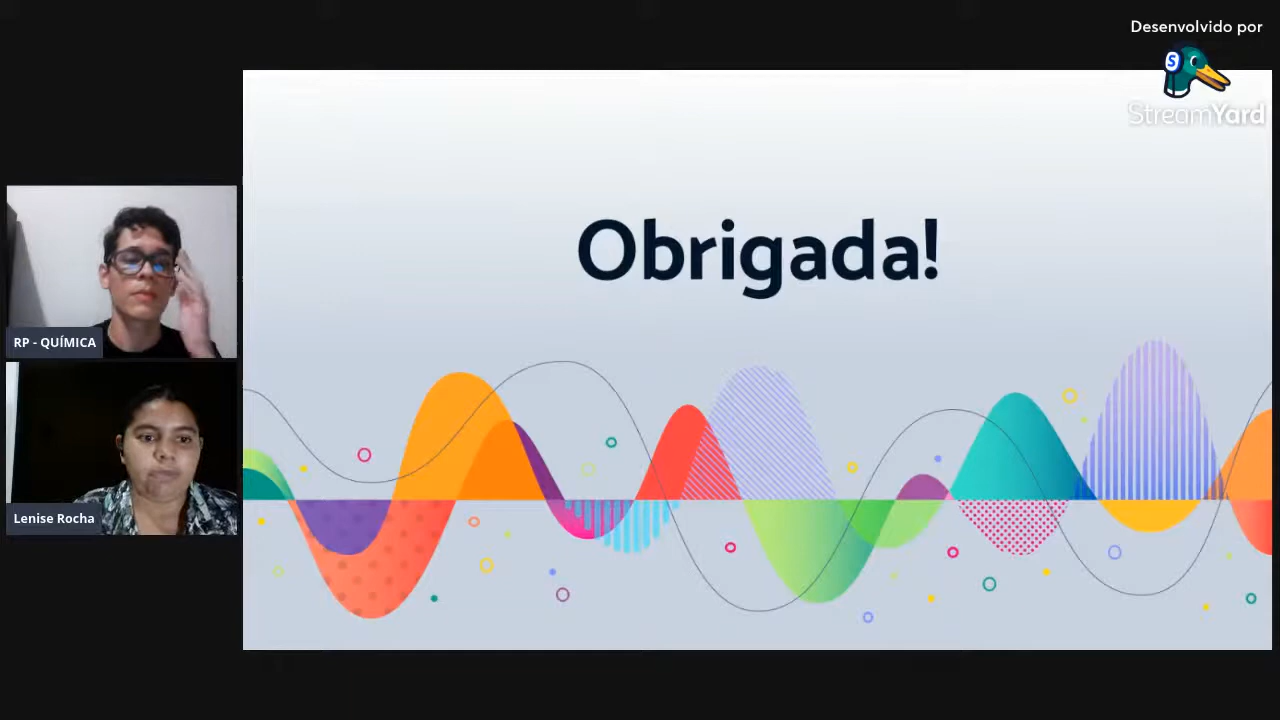 Desenvolvido por
S
StreamYard
Obrigada!
RP - QUÍMICA
Lenise Rocha